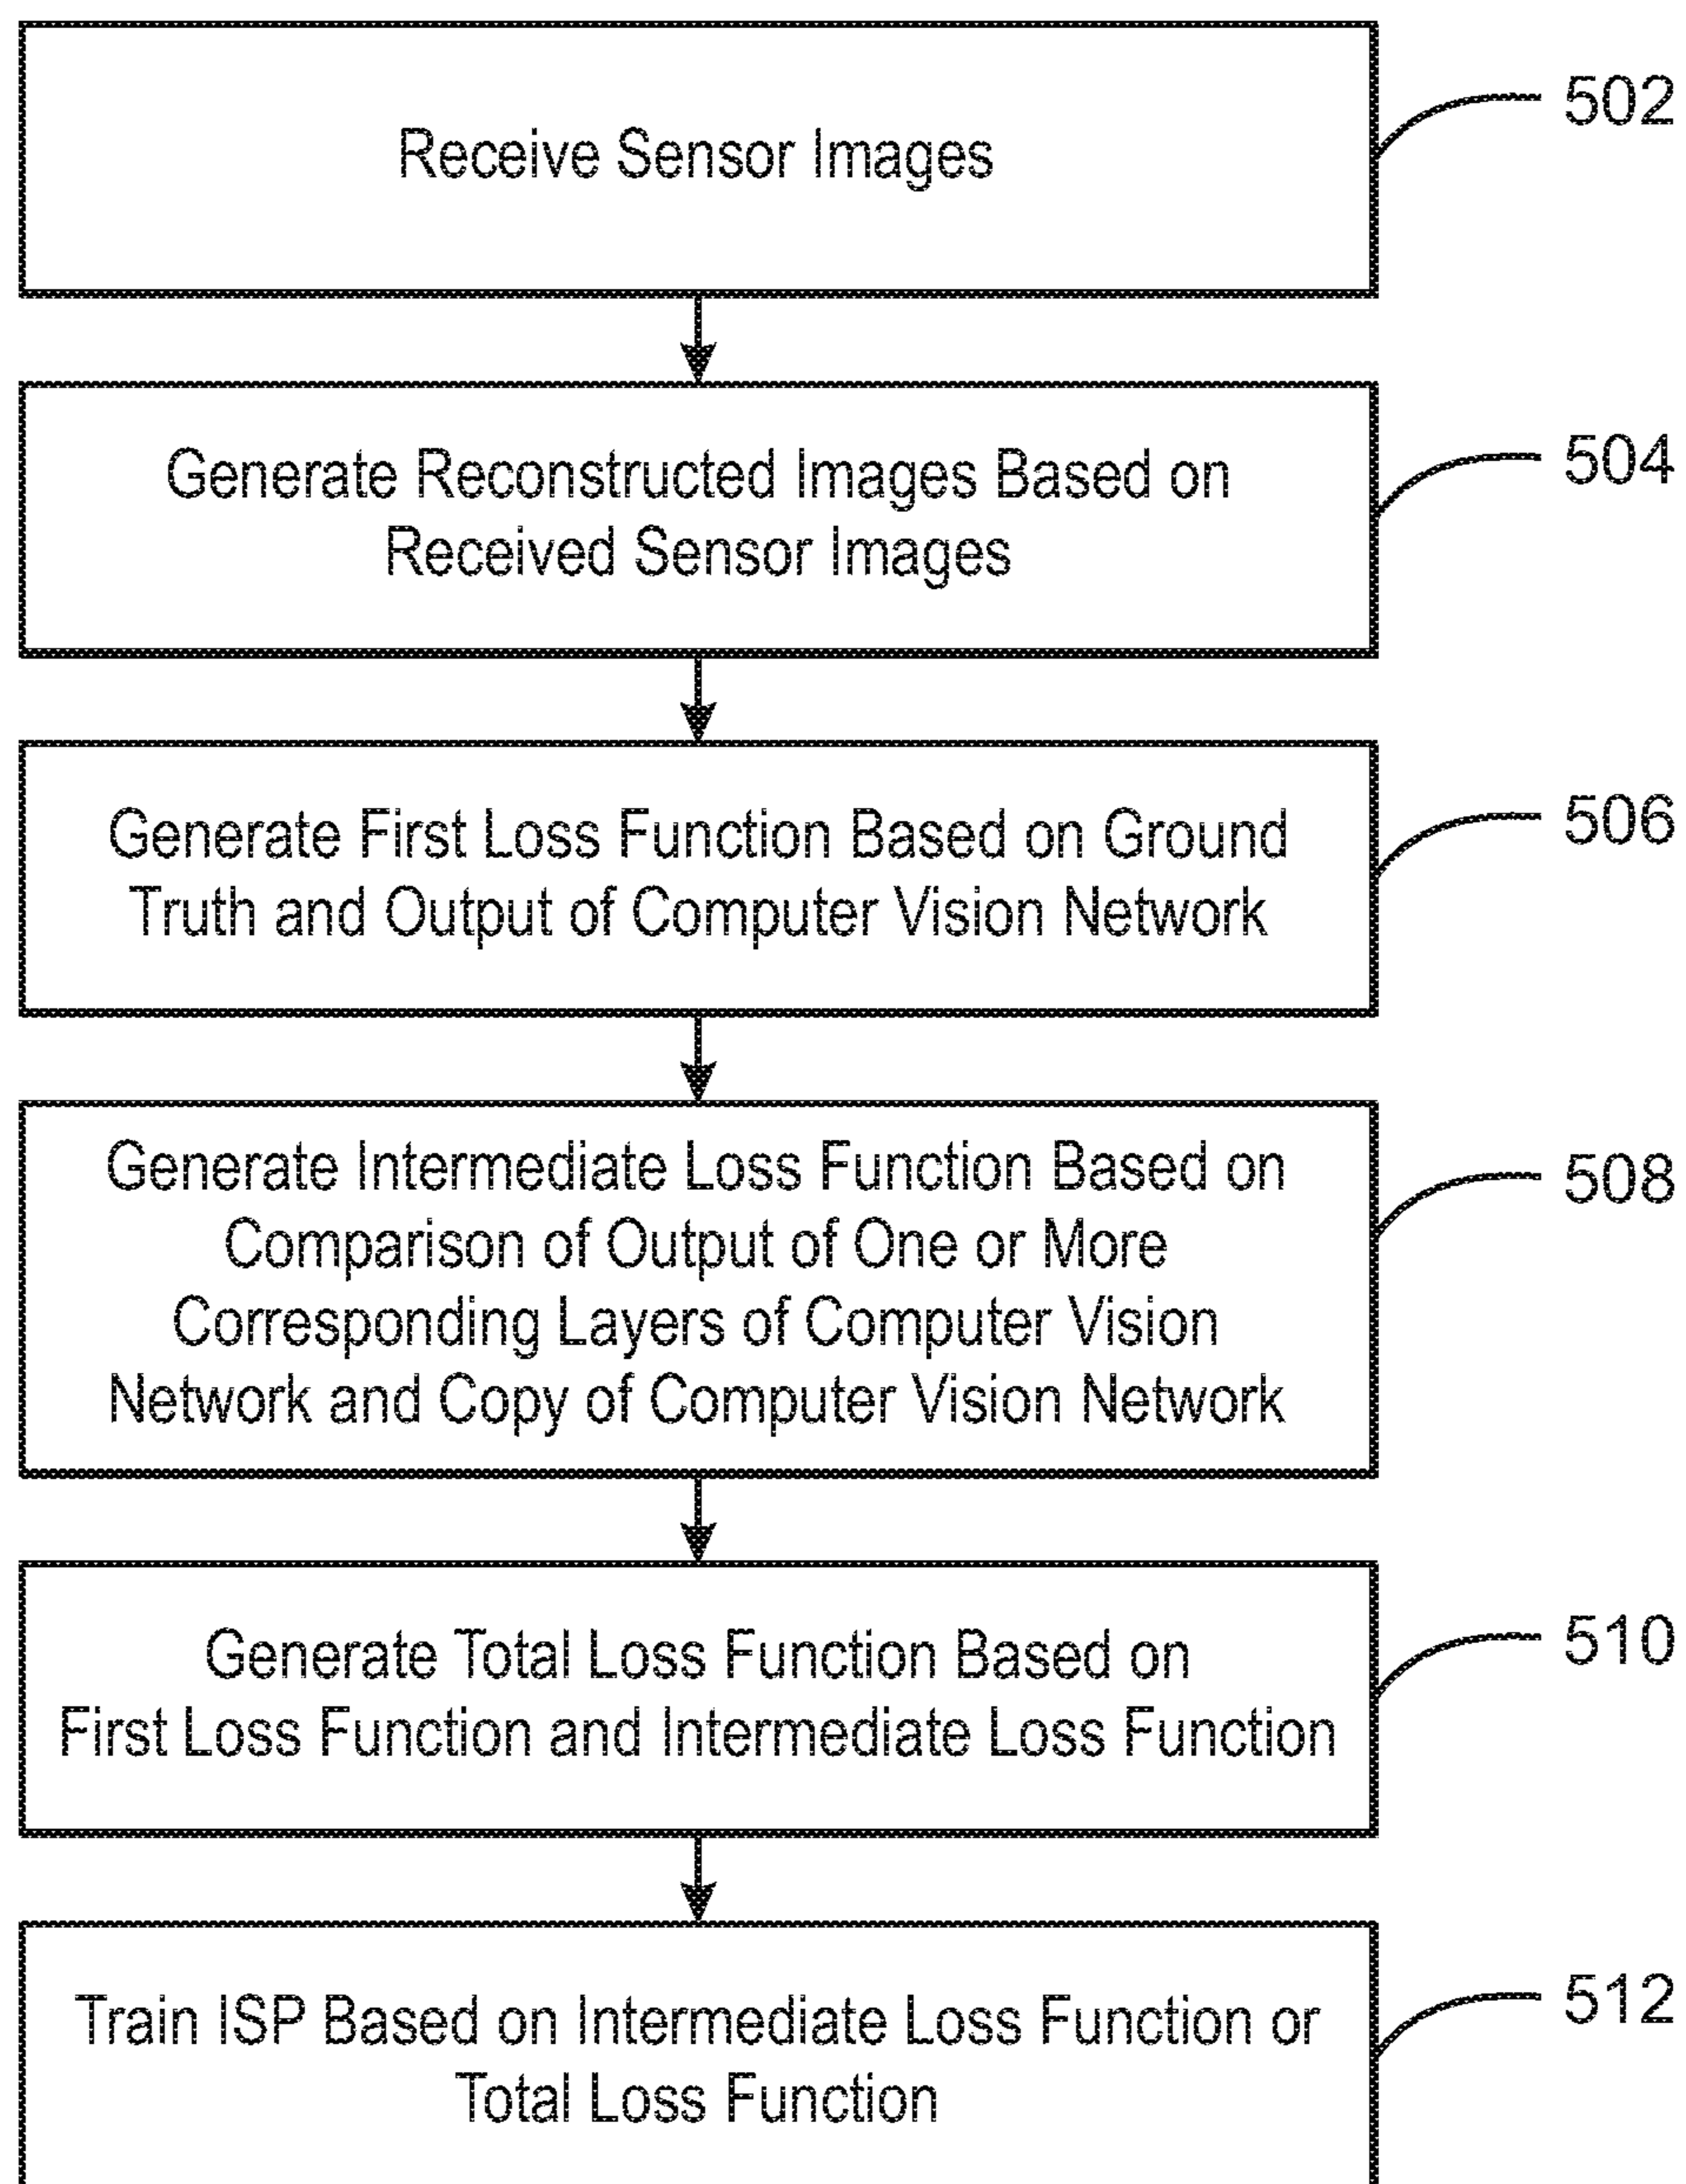 Receive Sensor Images
502
Generate Reconstructed Images Based on
Received Sensor Images
504
Generate First Loss Function Based on Ground
Truth and Output of Computer Vision Network
506
Generate Intermediate Loss Function Based on
Comparison of Output of One or More
Corresponding Layers of Computer Vision
Network and Copy of Computer Vision Network
508
Generate Total Loss Function Based on
First Loss Function and Intermediate Loss Function
510
Train ISP Based on Intermediate Loss Function or
Total Loss Function
512